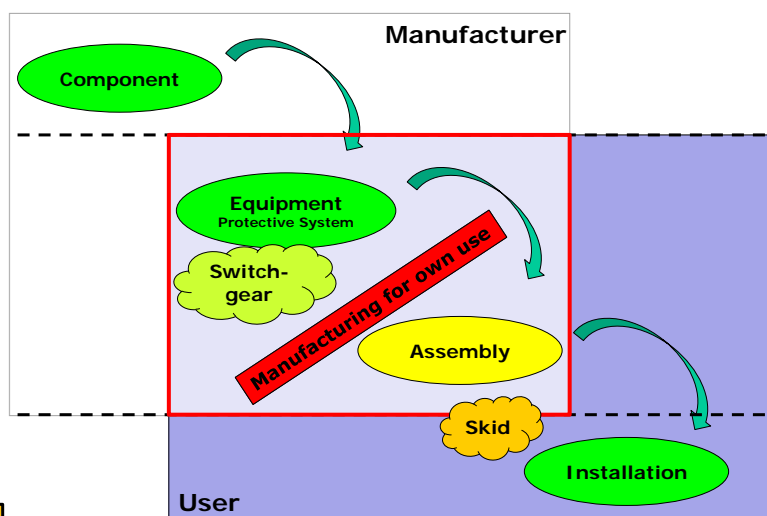 Manufacturer
Component
Equipment
Protective System
Switch-
gear
Manufacturing for own use
Assembly
Skid
Installation
User